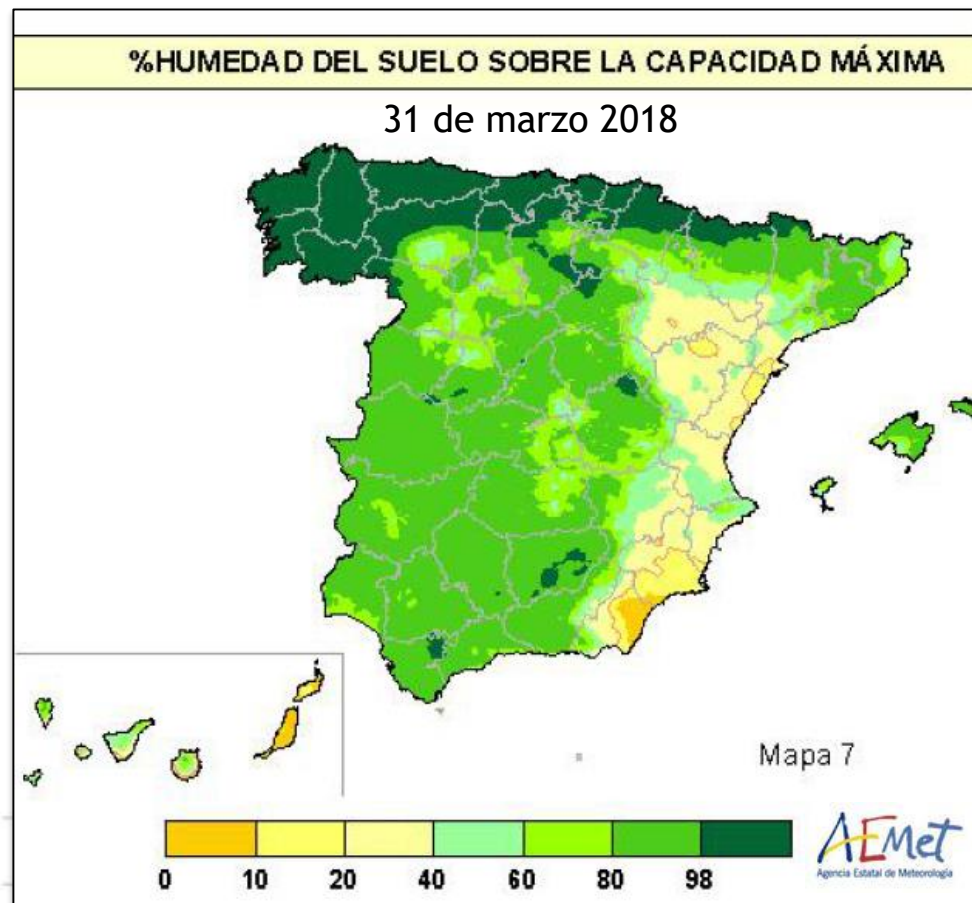 %HUMEDAD DEL SUELO SOBRE LA CAPACIDAD MÁXIMA
31 de marzo 2018
Mapa 7
0 10 20 40 60 80 98
AEMet
Agencia Estatal de Meteorología